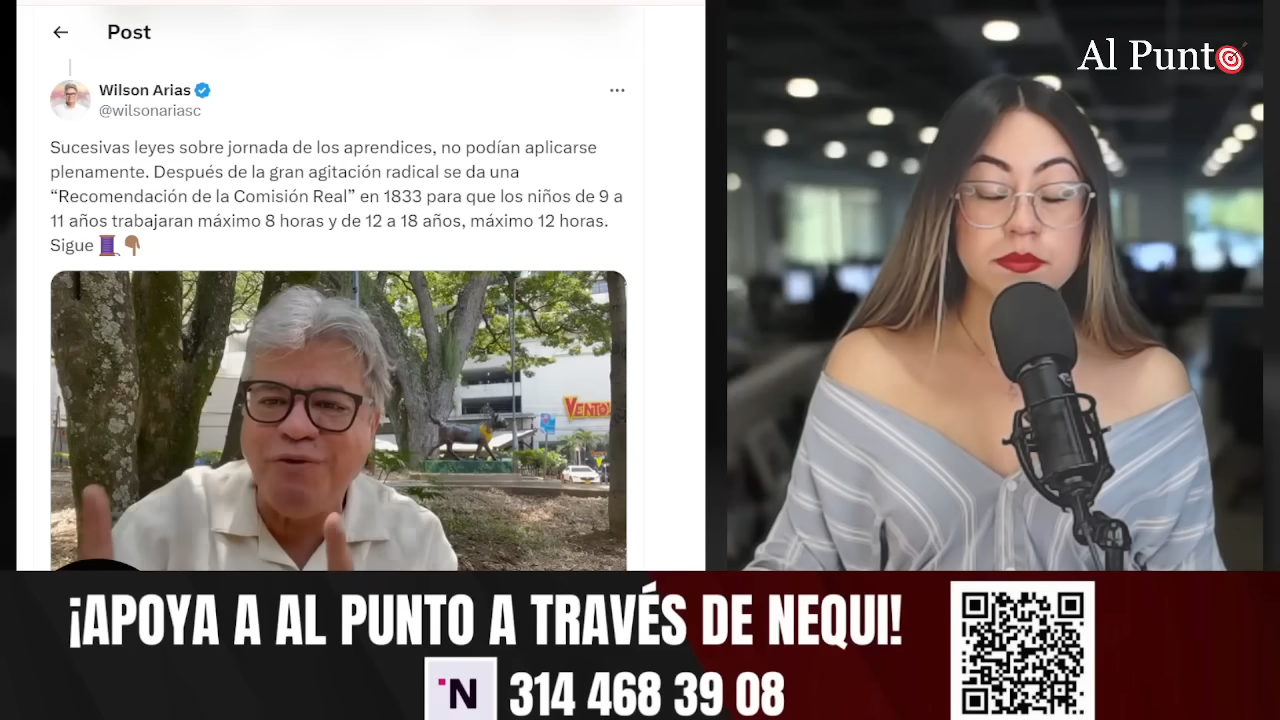 Post
Wilson Arias
@wilsonariasc
Sucesivas leyes sobre jornada de los aprendices, no podían aplicarse
plenamente. Después de la gran agitación radical se da una
“Recomendación de la Comisión Real” en 1833 para que los niños de 9 a
11 años trabajaran máximo 8 horas y de 12 a 18 años, máximo 12 horas.
Sigue 🧵👇🏾
VENTO
Al Punto
¡APOYA A AL PUNTO A TRAVÉS DE NEQUI!
N 314 468 39 08